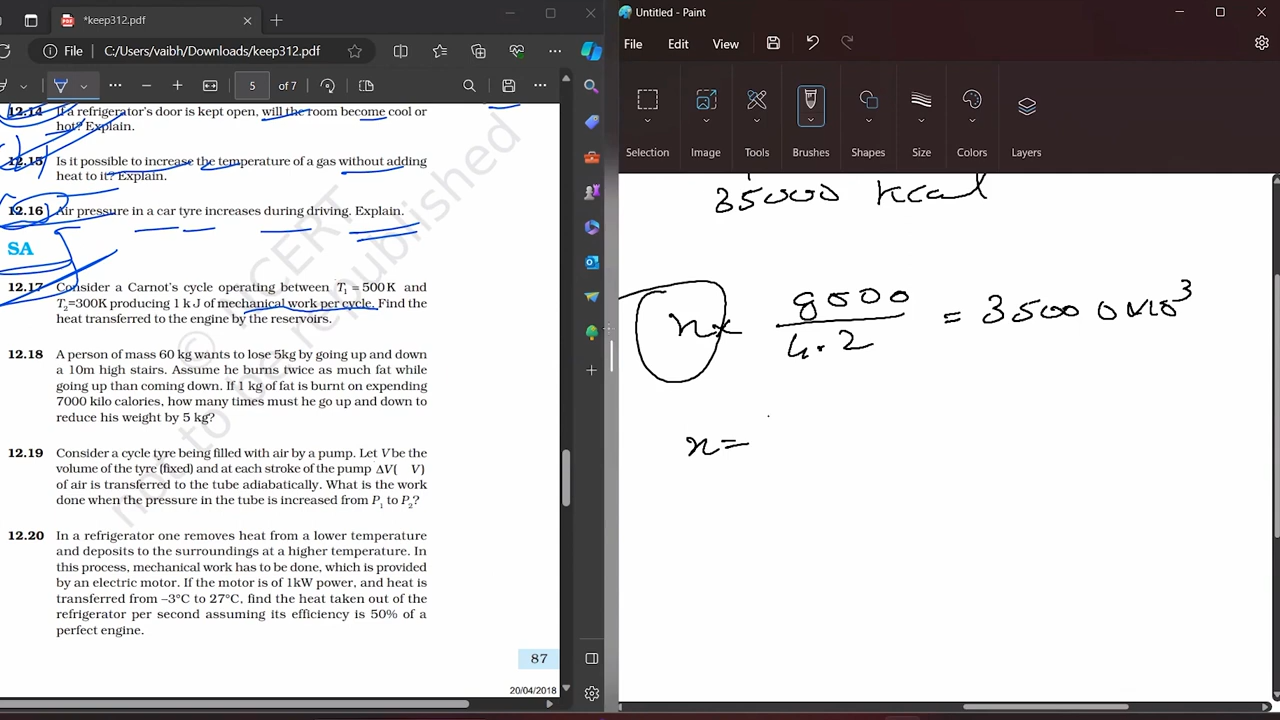 *keep312.pdf
Untitled - Paint
File C:/Users/vaibh/Downloads/keep312.pdf
File Edit View
5 of 7
Selection Image Tools Brushes Shapes Size Colors Layers
12.14 If a refrigerator's door is kept open, will the room become cool or
hot? Explain.
12.15 Is it possible to increase the temperature of a gas without adding
heat to it? Explain.
12.16 Air pressure in a car tyre increases during driving. Explain.
SA
12.17 Consider a Carnot's cycle operating between T1 = 500K and
T2=300K producing 1 k J of mechanical work per cycle. Find the
heat transferred to the engine by the reservoirs.
12.18 A person of mass 60 kg wants to lose 5kg by going up and down
a 10m high stairs. Assume he burns twice as much fat while
going up than coming down. If 1 kg of fat is burnt on expending
7000 kilo calories, how many times must he go up and down to
reduce his weight by 5 kg?
12.19 Consider a cycle tyre being filled with air by a pump. Let V be the
volume of the tyre (fixed) and at each stroke of the pump ΔV( V)
of air is transferred to the tube adiabatically. What is the work
done when the pressure in the tube is increased from P1 to P2?
12.20 In a refrigerator one removes heat from a lower temperature
and deposits to the surroundings at a higher temperature. In
this process, mechanical work has to be done, which is provided
by an electric motor. If the motor is of 1kW power, and heat is
transferred from –3°C to 27°C, find the heat taken out of the
refrigerator per second assuming its efficiency is 50% of a
perfect engine.
87
20/04/2018
not to be republished
© NCERT
35000 kcal
n× 9000/4.2 = 35000×10³
n=